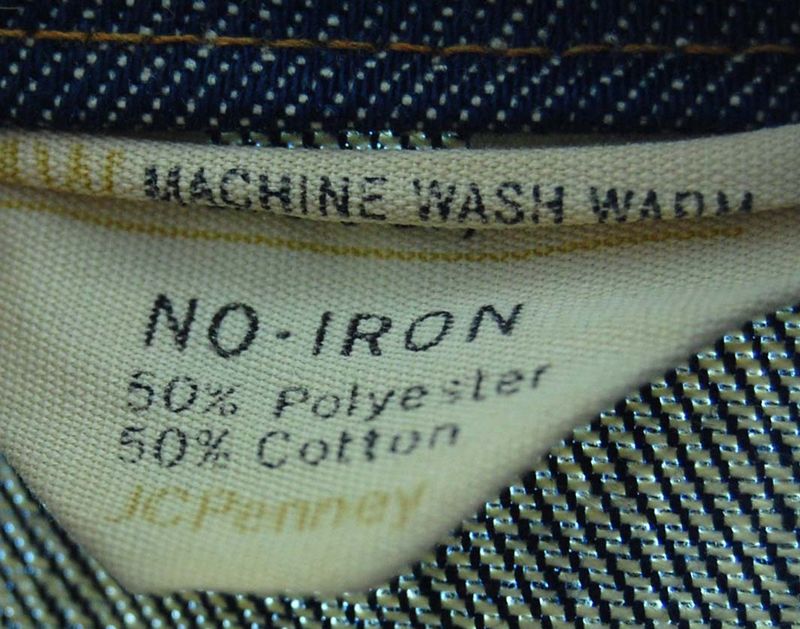 MACHINE WASH WARM
NO-IRON
50% Polyester
50% Cotton
JCPenney